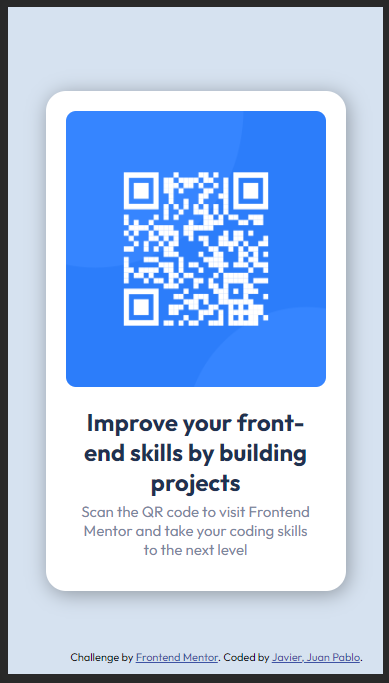 Improve your front-
end skills by building
projects
Scan the QR code to visit Frontend
Mentor and take your coding skills
to the next level
Challenge by Frontend Mentor. Coded by Javier, Juan Pablo.